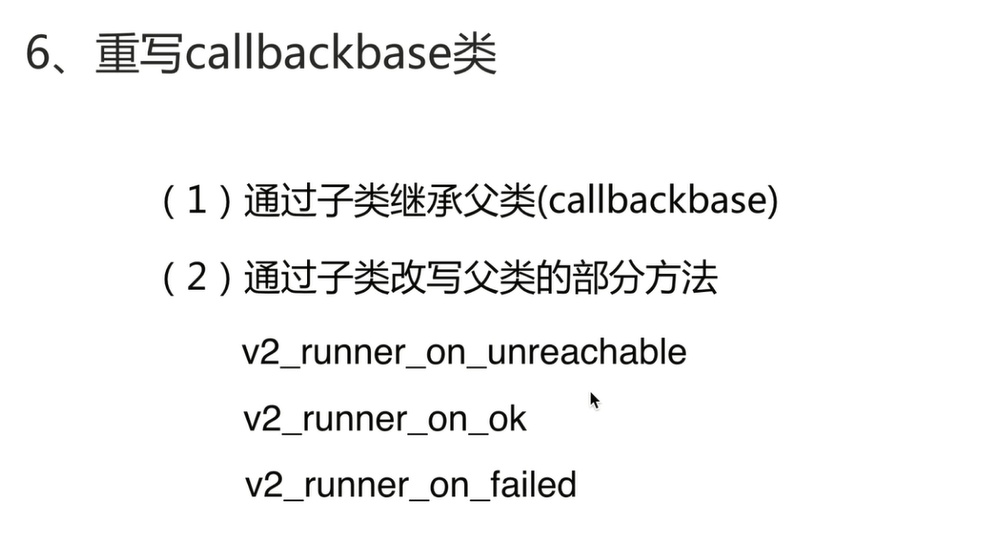 6、重写callbackbase类
（1）通过子类继承父类(callbackbase)
（2）通过子类改写父类的部分方法
v2_runner_on_unreachable
v2_runner_on_ok
v2_runner_on_failed